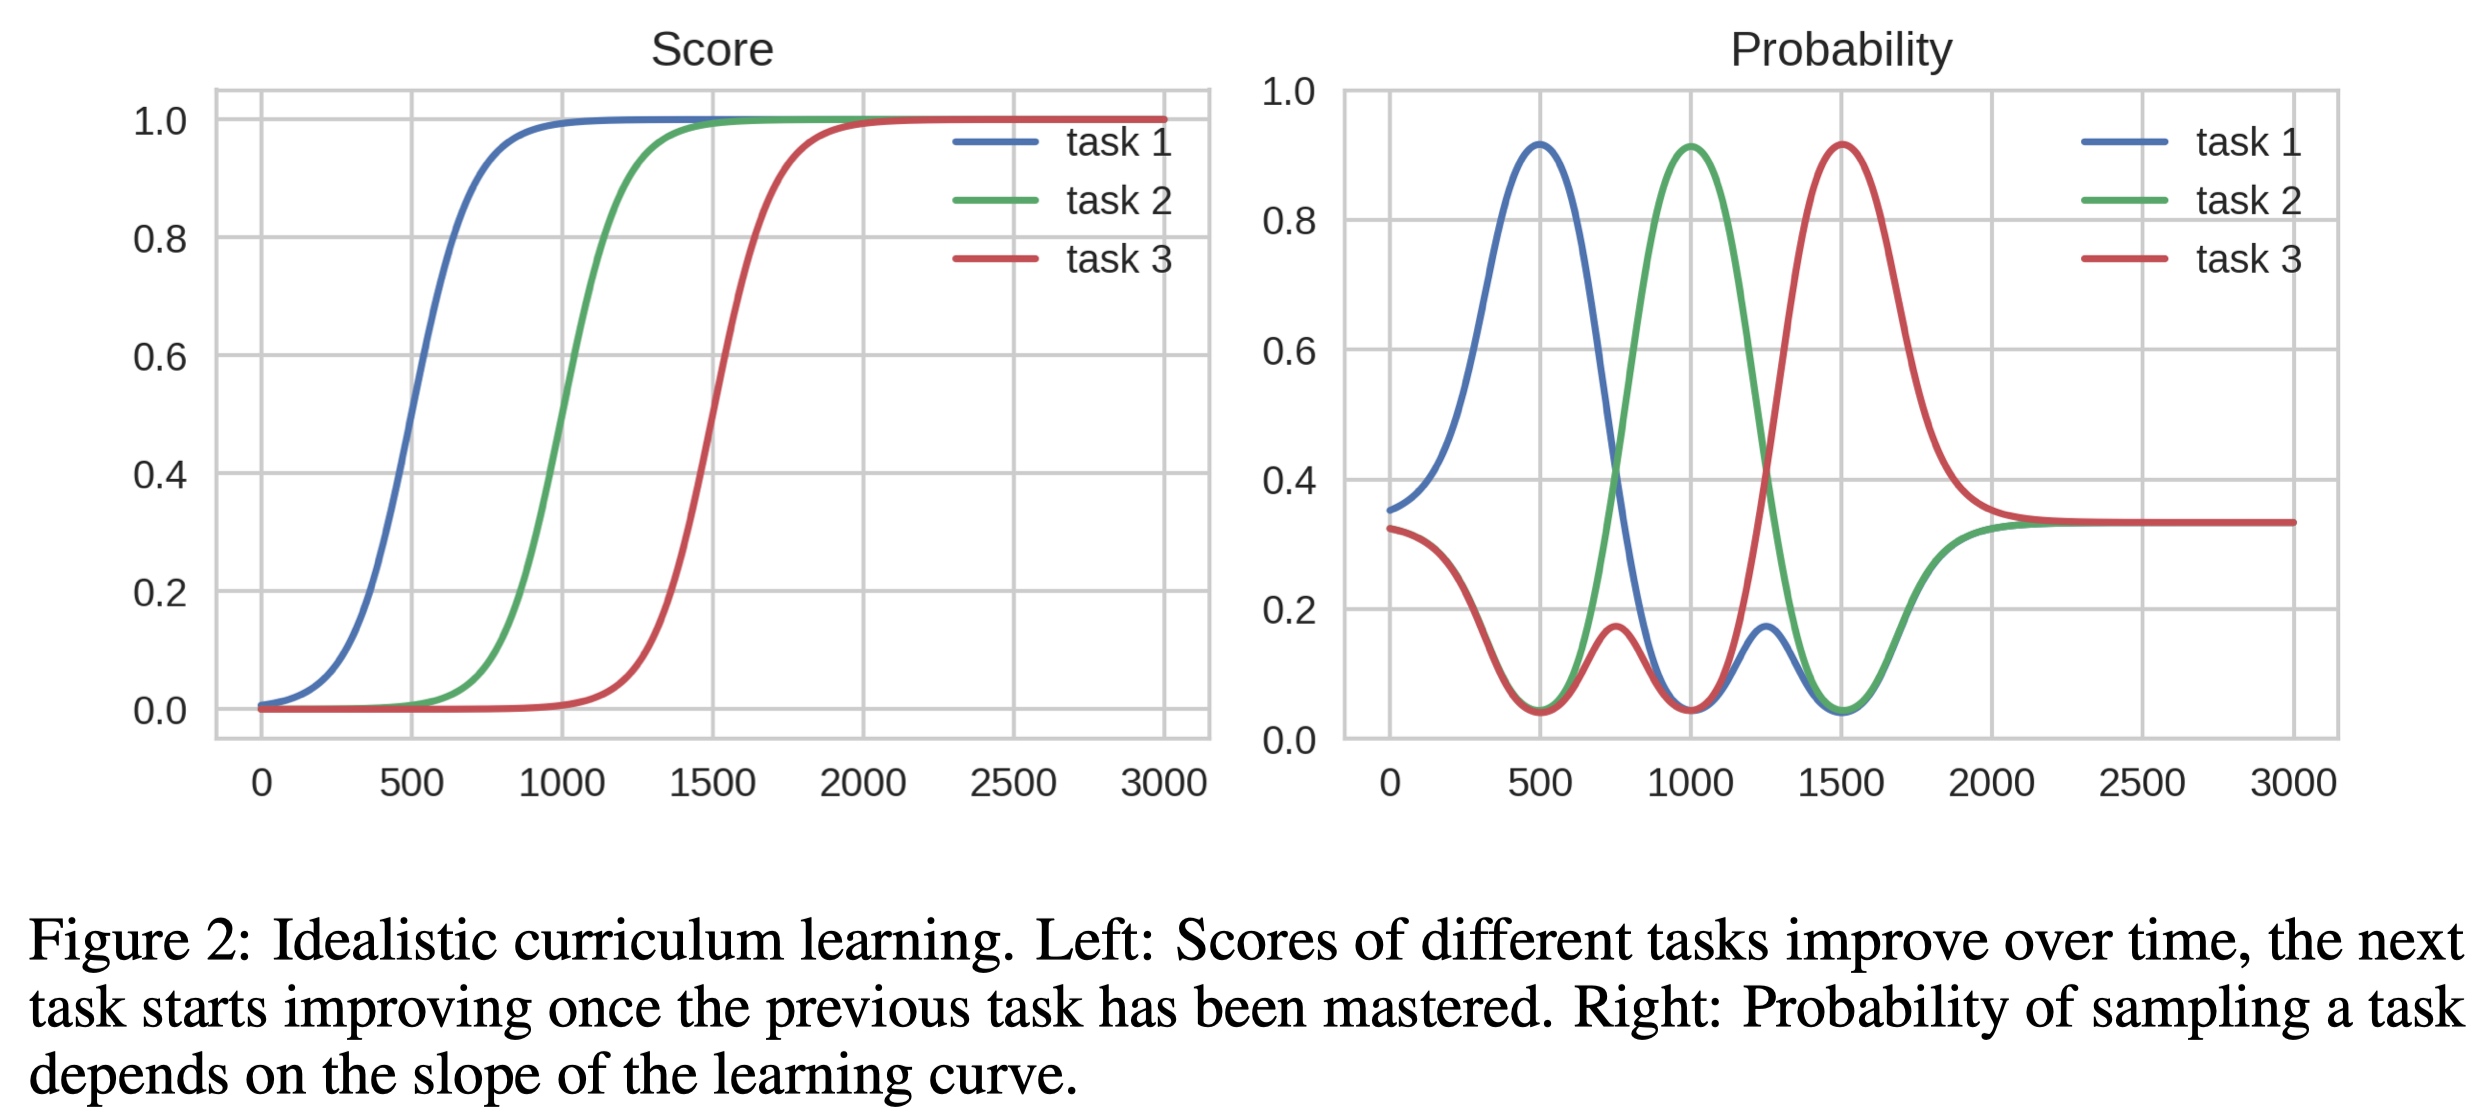 Score
1.0
0.8
0.6
0.4
0.2
0.0
task 1
task 2
task 3
0 500 1000 1500 2000 2500 3000
Probability
1.0
0.8
0.6
0.4
0.2
0.0
task 1
task 2
task 3
0 500 1000 1500 2000 2500 3000
Figure 2: Idealistic curriculum learning. Left: Scores of different tasks improve over time, the next
task starts improving once the previous task has been mastered. Right: Probability of sampling a task
depends on the slope of the learning curve.